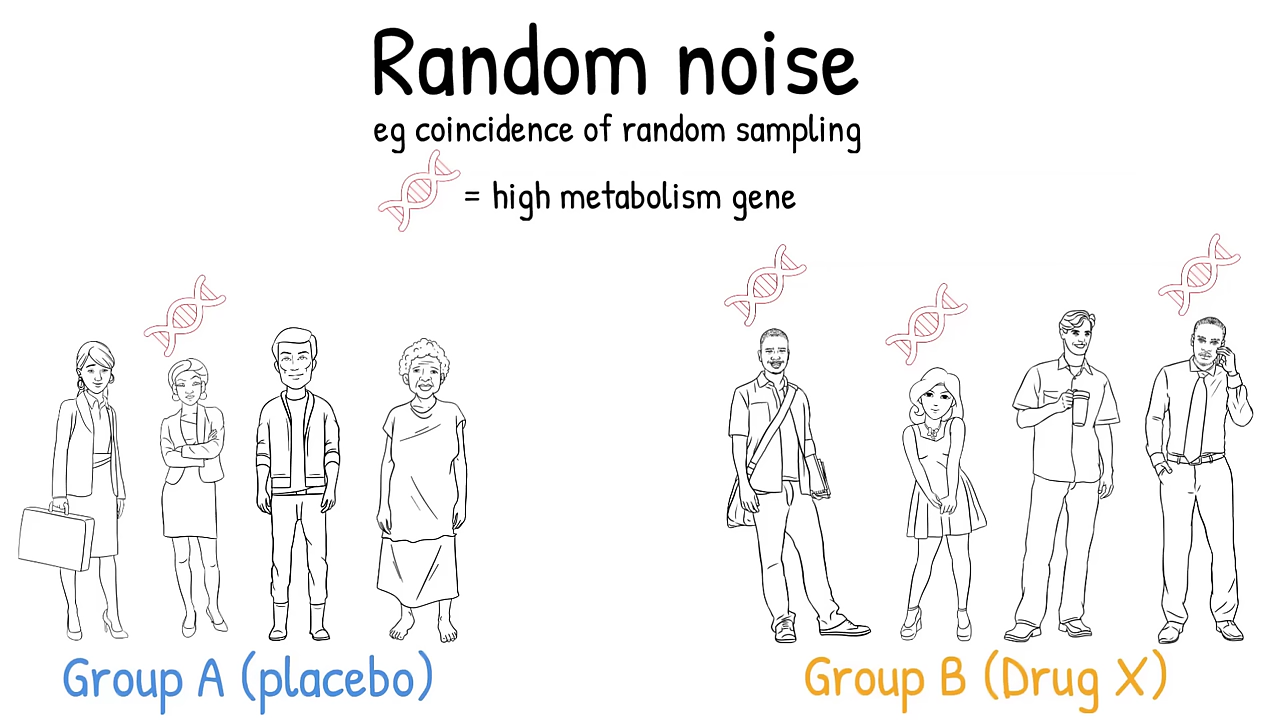 Random noise
eg coincidence of random sampling
= high metabolism gene
Group A (placebo)
Group B (Drug X)